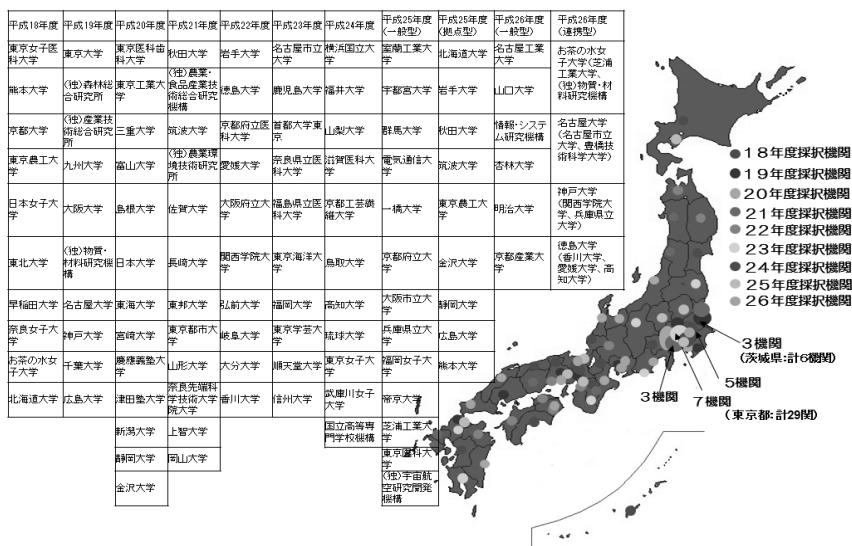 平成18年度 平成19年度 平成20年度 平成21年度 平成22年度 平成23年度 平成24年度 平成25年度(一般型) 平成25年度(拠点型) 平成26年度(一般型) 平成26年度(連携型)
東京女子医科大学 東京大学 東京医科歯科大学 秋田大学 岩手大学 名古屋市立大学 横浜国立大学 室蘭工業大学 北海道大学 名古屋工業大学 お茶の水女子大学(芝浦工業大学、(独)物質・材料研究機構
熊本大学 (独)森林総合研究所 東京工業大学 (独)農業・食品産業技術総合研究機構 徳島大学 鹿児島大学 福井大学 宇都宮大学 岩手大学 山口大学
京都大学 (独)産業技術総合研究所 三重大学 筑波大学 京都府立医科大学 首都大学東京 山梨大学 群馬大学 秋田大学 情報・システム研究機構 名古屋大学(名古屋市立大学、豊橋技術科学大学)
東京農工大学 九州大学 富山大学 (独)農業環境技術研究所 愛媛大学 奈良県立医科大学 滋賀医科大学 電気通信大学 筑波大学 杏林大学
日本女子大学 大阪大学 島根大学 佐賀大学 大阪府立大学 福島県立医科大学 京都工芸繊維大学 一橋大学 東京農工大学 明治大学 神戸大学(関西学院大学、兵庫県立大学)
東北大学 (独)物質・材料研究機構 日本大学 長崎大学 関西学院大学 東京海洋大学 鳥取大学 京都府立大学 金沢大学 京都産業大学 徳島大学(香川大学、愛媛大学、高知大学)
早稲田大学 名古屋大学 東海大学 東邦大学 弘前大学 福岡大学 高知大学 大阪市立大学 静岡大学
奈良女子大学 神戸大学 宮崎大学 東京都市大学 岐阜大学 東京学芸大学 琉球大学 兵庫県立大学 広島大学
お茶の水女子大学 千葉大学 慶應義塾大学 山形大学 大分大学 順天堂大学 東京女子大学 福岡女子大学 熊本大学
北海道大学 広島大学 津田塾大学 奈良先端科学技術大学院大学 香川大学 信州大学 武庫川女子大学 帝京大学
新潟大学 上智大学 国立高等専門学校機構 芝浦工業大学
静岡大学 岡山大学 東京歯科大学
金沢大学 (独)宇宙航空研究開発機構
18年度採択機関
19年度採択機関
20年度採択機関
21年度採択機関
22年度採択機関
23年度採択機関
24年度採択機関
25年度採択機関
26年度採択機関
3機関
(茨城県:計6機関)
5機関
3機関
7機関
(東京都:計29関)